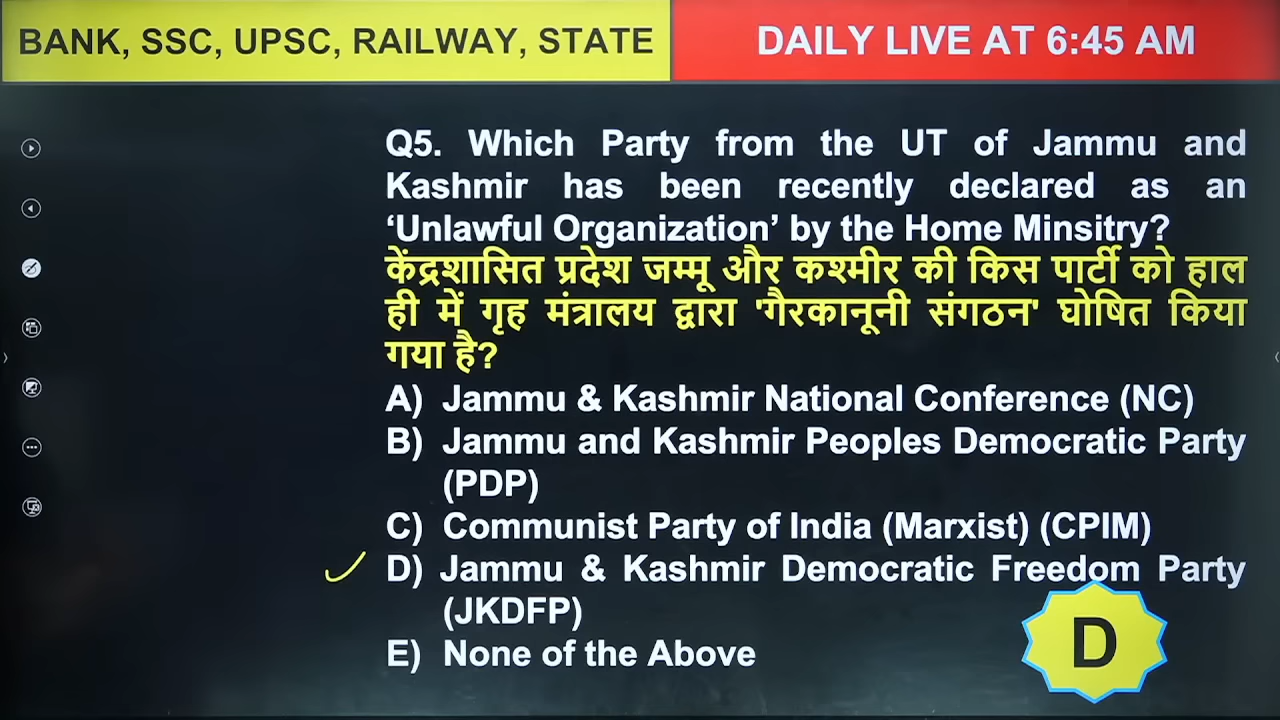 BANK, SSC, UPSC, RAILWAY, STATE
DAILY LIVE AT 6:45 AM
Q5. Which Party from the UT of Jammu and
Kashmir has been recently declared as an
‘Unlawful Organization’ by the Home Minsitry?
केंद्रशासित प्रदेश जम्मू और कश्मीर की किस पार्टी को हाल
ही में गृह मंत्रालय द्वारा 'गैरकानूनी संगठन' घोषित किया
गया है?
A) Jammu & Kashmir National Conference (NC)
B) Jammu and Kashmir Peoples Democratic Party
(PDP)
C) Communist Party of India (Marxist) (CPIM)
D) Jammu & Kashmir Democratic Freedom Party
(JKDFP)
E) None of the Above
D